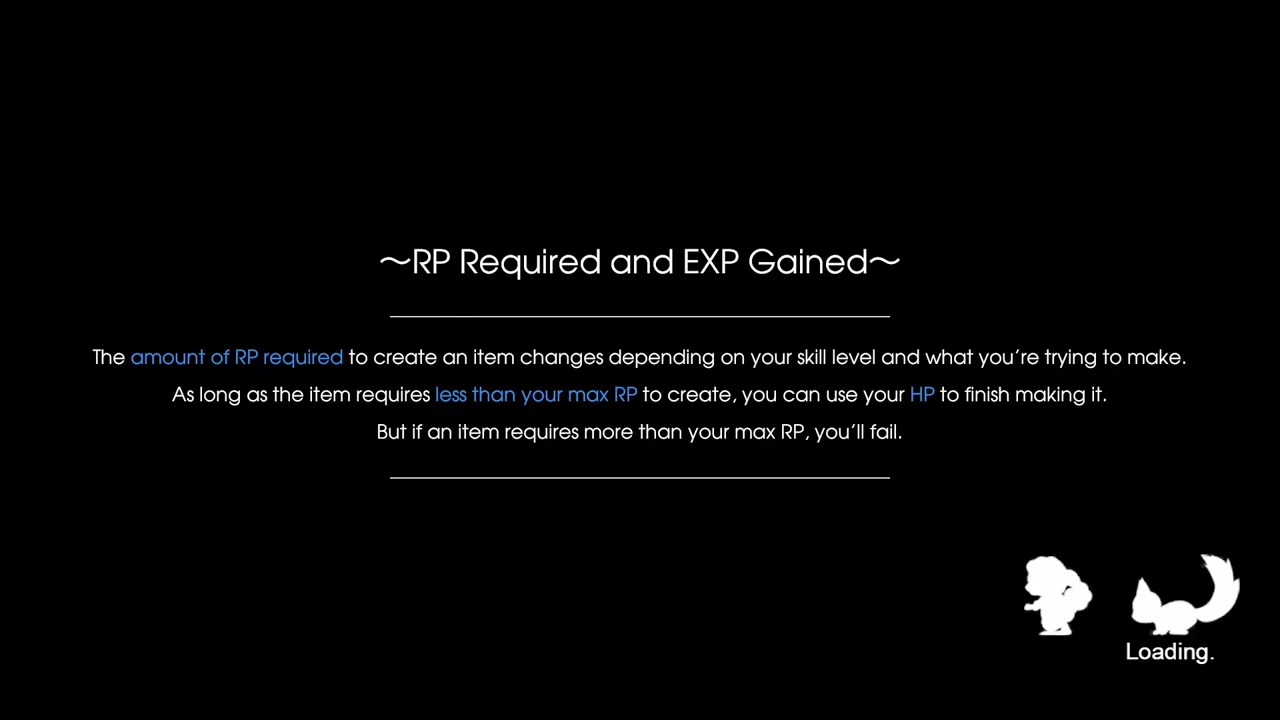 ～RP Required and EXP Gained～
The amount of RP required to create an item changes depending on your skill level and what you're trying to make.
As long as the item requires less than your max RP to create, you can use your HP to finish making it.
But if an item requires more than your max RP, you'll fail.
Loading.